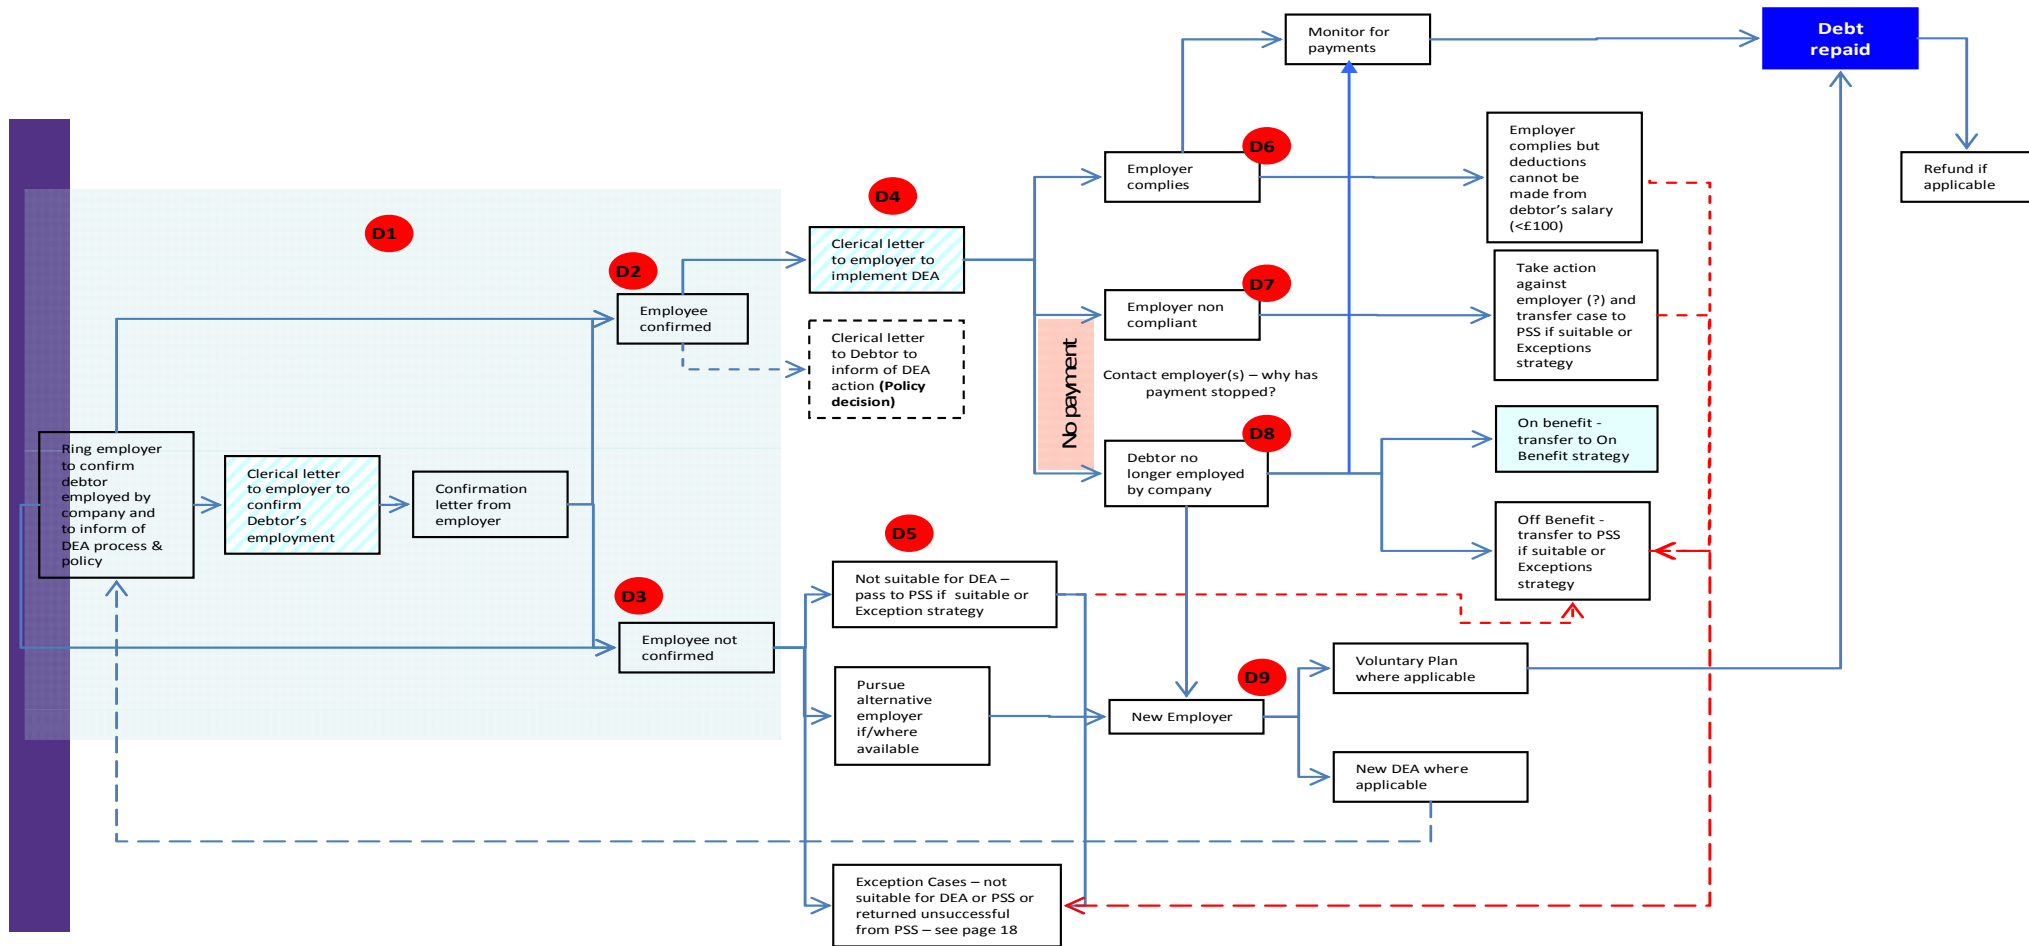 Monitor for
payments
Debt
repaid
D6
Employer
complies but
deductions
cannot be
made from
debtor’s salary
(<£100)
Employer
complies
Refund if
applicable
D4
D1
Clerical letter
to employer to
implement DEA
D2
D7
Take action
against
employer (?) and
transfer case to
PSS if suitable or
Exceptions
strategy
Employee
confirmed
Employer non
compliant
Clerical letter
to Debtor to
inform of DEA
action (Policy
decision)
No payment
Contact employer(s) – why has
payment stopped?
D8
On benefit -
transfer to On
Benefit strategy
Ring employer
to confirm
debtor
employed by
company and
to inform of
DEA process &
policy
Clerical letter
to employer to
confirm
Debtor’s
employment
Confirmation
letter from
employer
Debtor no
longer employed
by company
Off Benefit -
transfer to PSS
if suitable or
Exceptions
strategy
D5
Not suitable for DEA –
pass to PSS if suitable or
Exception strategy
D3
Employee not
confirmed
Voluntary Plan
where applicable
D9
Pursue
alternative
employer
if/where
available
New Employer
New DEA where
applicable
Exception Cases – not
suitable for DEA or PSS or
returned unsuccessful
from PSS – see page 18